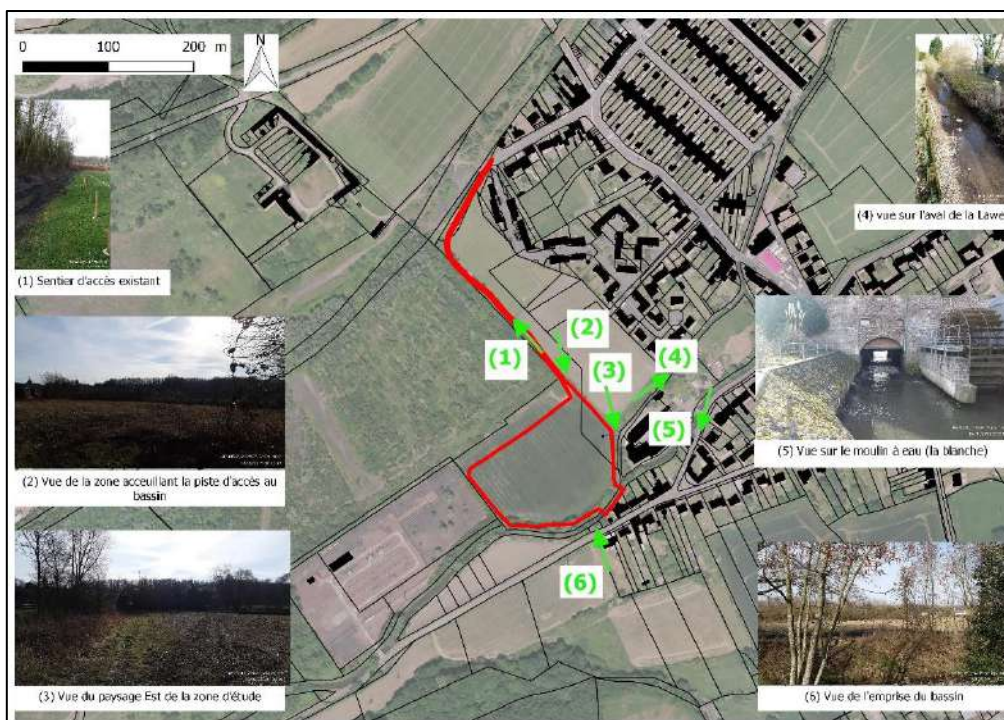 0 100 200 m
N
(1) Sentier d'accès existant
(2) Vue de la zone acceuillant la piste d'accès au
bassin
(3) Vue du paysage Est de la zone d'étude
(4) vue sur l'aval de la Lawe
(5) Vue sur le moulin à eau (la blanche)
(6) Vue de l'emprise du bassin
(1)
(2)
(3)
(4)
(5)
(6)